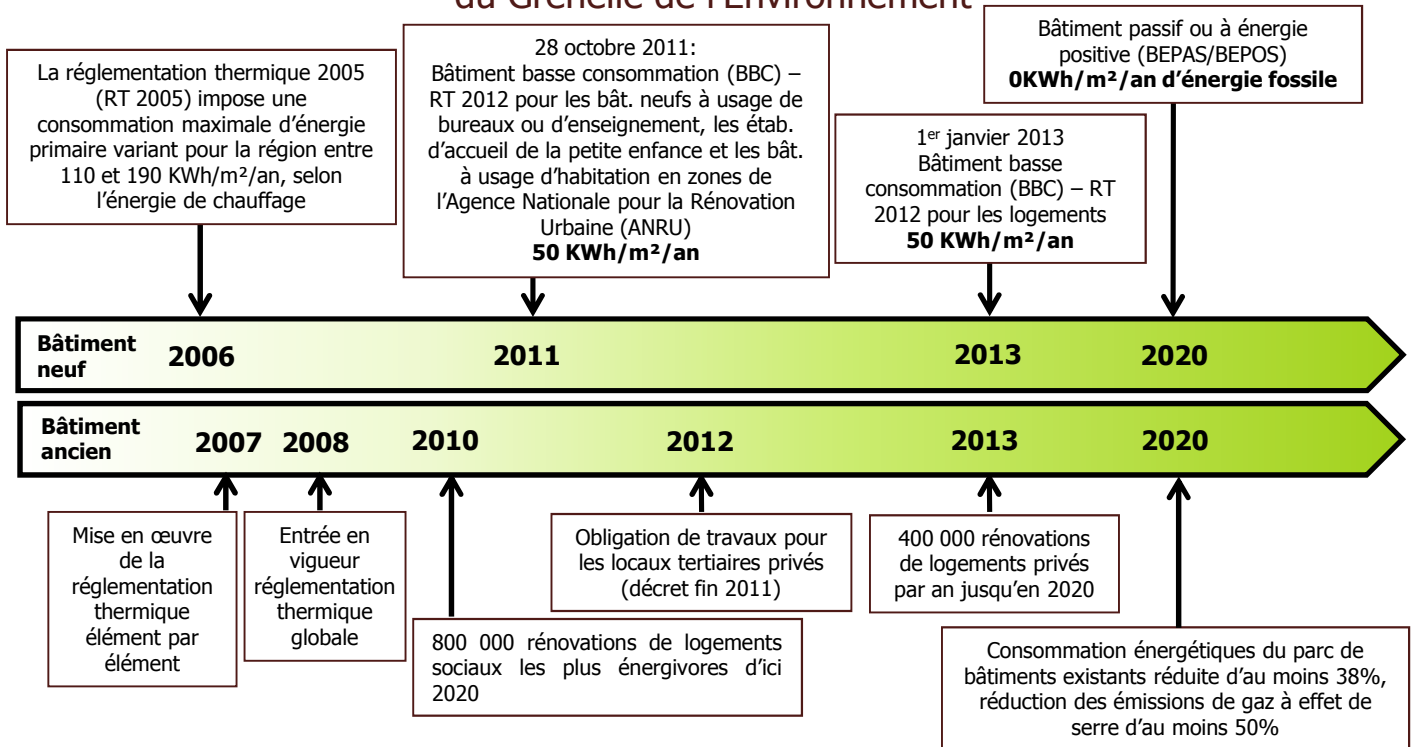 du Grenelle de l'Environnement
La réglementation thermique 2005
(RT 2005) impose une
consommation maximale d'énergie
primaire variant pour la région entre
110 et 190 KWh/m²/an, selon
l'énergie de chauffage
28 octobre 2011:
Bâtiment basse consommation (BBC) –
RT 2012 pour les bât. neufs à usage de
bureaux ou d'enseignement, les étab.
d'accueil de la petite enfance et les bât.
à usage d'habitation en zones de
l'Agence Nationale pour la Rénovation
Urbaine (ANRU)
50 KWh/m²/an
1er janvier 2013
Bâtiment basse
consommation (BBC) – RT
2012 pour les logements
50 KWh/m²/an
Bâtiment passif ou à énergie
positive (BEPAS/BEPOS)
0KWh/m²/an d'énergie fossile
Bâtiment
neuf
2006 2011 2013 2020
Bâtiment
ancien
2007 2008 2010 2012 2013 2020
Mise en œuvre
de la
réglementation
thermique
élément par
élément
Entrée en
vigueur
réglementation
thermique
globale
800 000 rénovations de logements
sociaux les plus énergivores d'ici
2020
Obligation de travaux pour
les locaux tertiaires privés
(décret fin 2011)
400 000 rénovations
de logements privés
par an jusqu'en 2020
Consommation énergétiques du parc de
bâtiments existants réduite d'au moins 38%,
réduction des émissions de gaz à effet de
serre d'au moins 50%